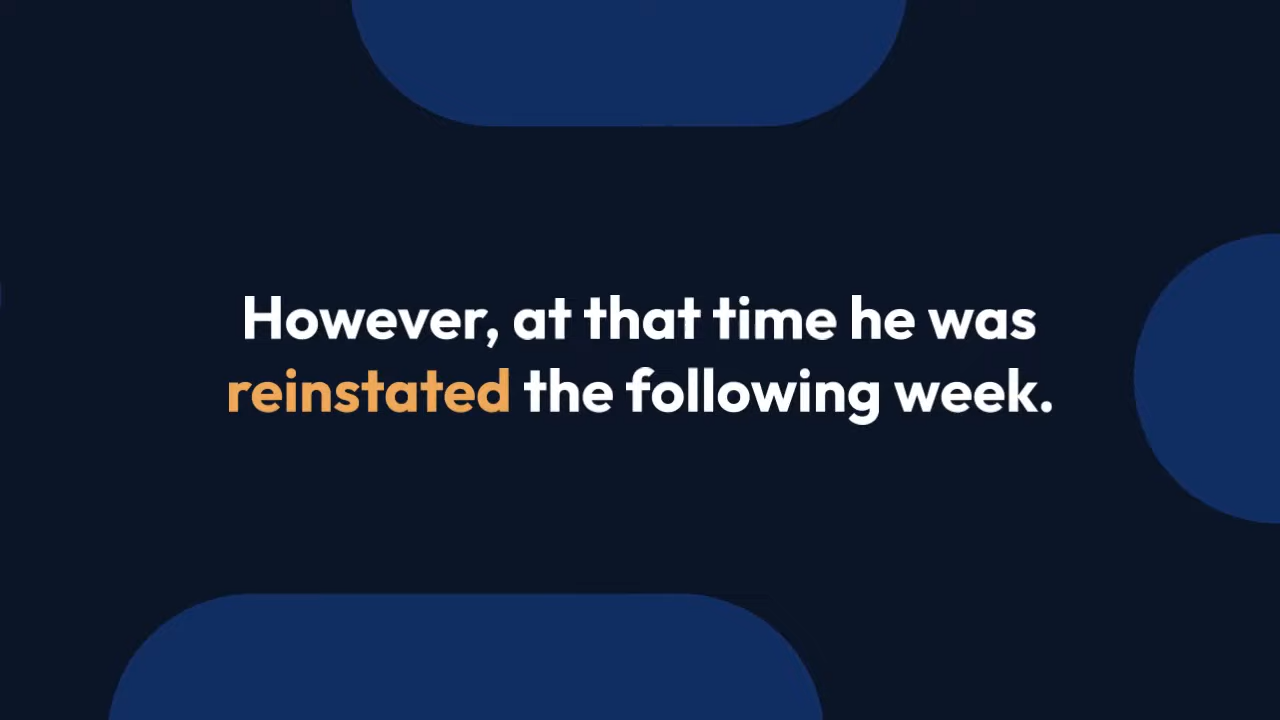 However, at that time he was
reinstated the following week.